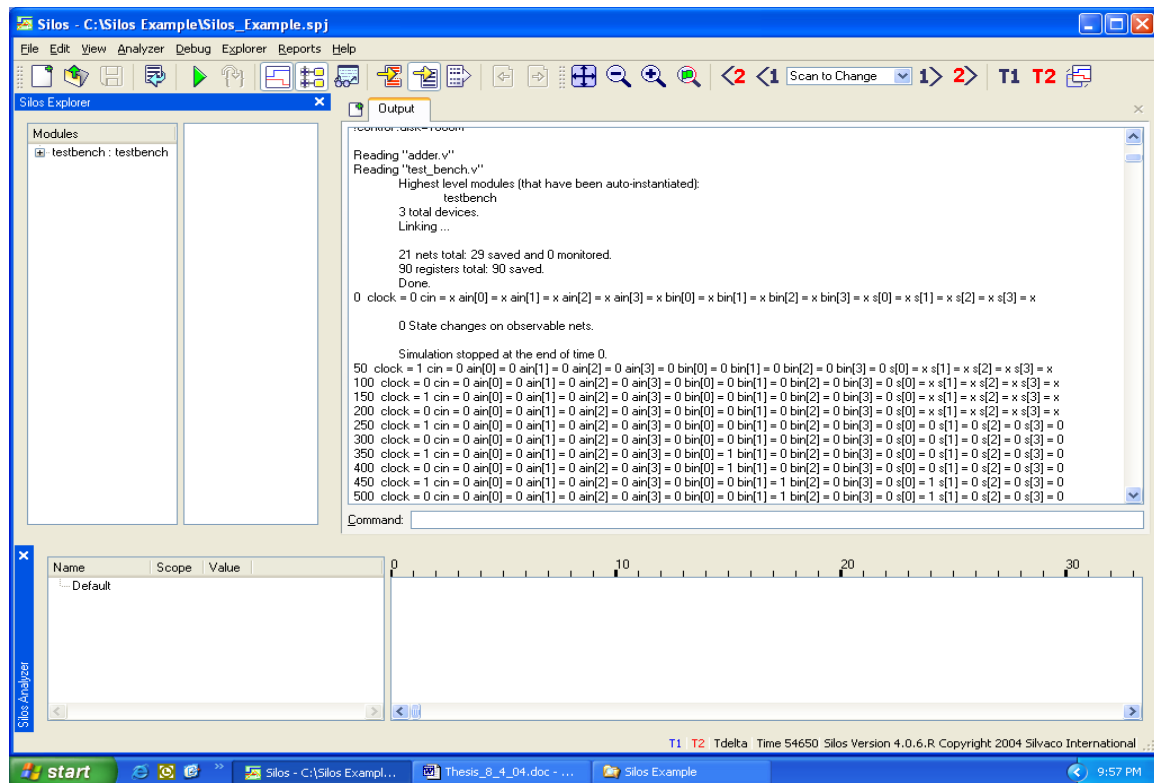 Silos - C:\Silos Example\Silos_Example.spj
File Edit View Analyzer Debug Explorer Reports Help
<2 <1 Scan to Change 1> 2> T1 T2
Silos Explorer
Output
Modules
testbench : testbench
!control .disk=1000M
Reading "adder.v"
Reading "test_bench.v"
Highest level modules (that have been auto-instantiated):
testbench
3 total devices.
Linking ...
21 nets total: 29 saved and 0 monitored.
90 registers total: 90 saved.
Done.
0 clock = 0 cin = x ain[0] = x ain[1] = x ain[2] = x ain[3] = x bin[0] = x bin[1] = x bin[2] = x bin[3] = x s[0] = x s[1] = x s[2] = x s[3] = x
0 State changes on observable nets.
Simulation stopped at the end of time 0.
50 clock = 1 cin = 0 ain[0] = 0 ain[1] = 0 ain[2] = 0 ain[3] = 0 bin[0] = 0 bin[1] = 0 bin[2] = 0 bin[3] = 0 s[0] = x s[1] = x s[2] = x s[3] = x
100 clock = 0 cin = 0 ain[0] = 0 ain[1] = 0 ain[2] = 0 ain[3] = 0 bin[0] = 0 bin[1] = 0 bin[2] = 0 bin[3] = 0 s[0] = x s[1] = x s[2] = x s[3] = x
150 clock = 1 cin = 0 ain[0] = 0 ain[1] = 0 ain[2] = 0 ain[3] = 0 bin[0] = 0 bin[1] = 0 bin[2] = 0 bin[3] = 0 s[0] = x s[1] = x s[2] = x s[3] = x
200 clock = 0 cin = 0 ain[0] = 0 ain[1] = 0 ain[2] = 0 ain[3] = 0 bin[0] = 0 bin[1] = 0 bin[2] = 0 bin[3] = 0 s[0] = x s[1] = x s[2] = x s[3] = x
250 clock = 1 cin = 0 ain[0] = 0 ain[1] = 0 ain[2] = 0 ain[3] = 0 bin[0] = 0 bin[1] = 0 bin[2] = 0 bin[3] = 0 s[0] = 0 s[1] = 0 s[2] = 0 s[3] = 0
300 clock = 0 cin = 0 ain[0] = 0 ain[1] = 0 ain[2] = 0 ain[3] = 0 bin[0] = 0 bin[1] = 0 bin[2] = 0 bin[3] = 0 s[0] = 0 s[1] = 0 s[2] = 0 s[3] = 0
350 clock = 1 cin = 0 ain[0] = 0 ain[1] = 0 ain[2] = 0 ain[3] = 0 bin[0] = 1 bin[1] = 0 bin[2] = 0 bin[3] = 0 s[0] = 0 s[1] = 0 s[2] = 0 s[3] = 0
400 clock = 0 cin = 0 ain[0] = 0 ain[1] = 0 ain[2] = 0 ain[3] = 0 bin[0] = 1 bin[1] = 0 bin[2] = 0 bin[3] = 0 s[0] = 0 s[1] = 0 s[2] = 0 s[3] = 0
450 clock = 1 cin = 0 ain[0] = 0 ain[1] = 0 ain[2] = 0 ain[3] = 0 bin[0] = 0 bin[1] = 1 bin[2] = 0 bin[3] = 0 s[0] = 1 s[1] = 0 s[2] = 0 s[3] = 0
500 clock = 0 cin = 0 ain[0] = 0 ain[1] = 0 ain[2] = 0 ain[3] = 0 bin[0] = 0 bin[1] = 1 bin[2] = 0 bin[3] = 0 s[0] = 1 s[1] = 0 s[2] = 0 s[3] = 0
Command:
Name Scope Value
Default
0 10 20 30
Silos Analyzer
T1 T2 Tdelta Time 54650 Silos Version 4.0.6.R Copyright 2004 Silvaco International
start
Silos - C:\Silos Exampl...
Thesis_8_4_04.doc - ...
Silos Example
9:57 PM